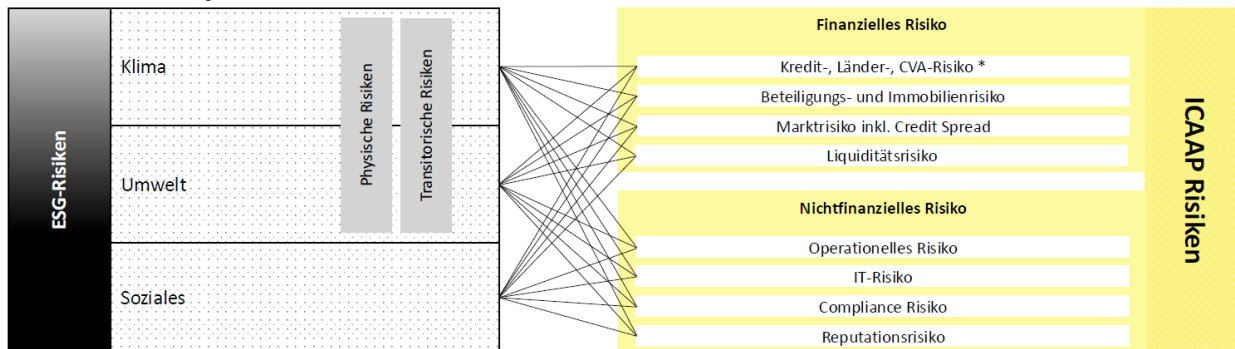 ESG-Risiken
Klima
Umwelt
Soziales
Physische Risiken
Transitorische Risiken
Finanzielles Risiko
Kredit-, Länder-, CVA-Risiko *
Beteiligungs- und Immobilienrisiko
Marktrisiko inkl. Credit Spread
Liquiditätsrisiko
Nichtfinanzielles Risiko
Operationelles Risiko
IT-Risiko
Compliance Risiko
Reputationsrisiko
ICAAP Risiken